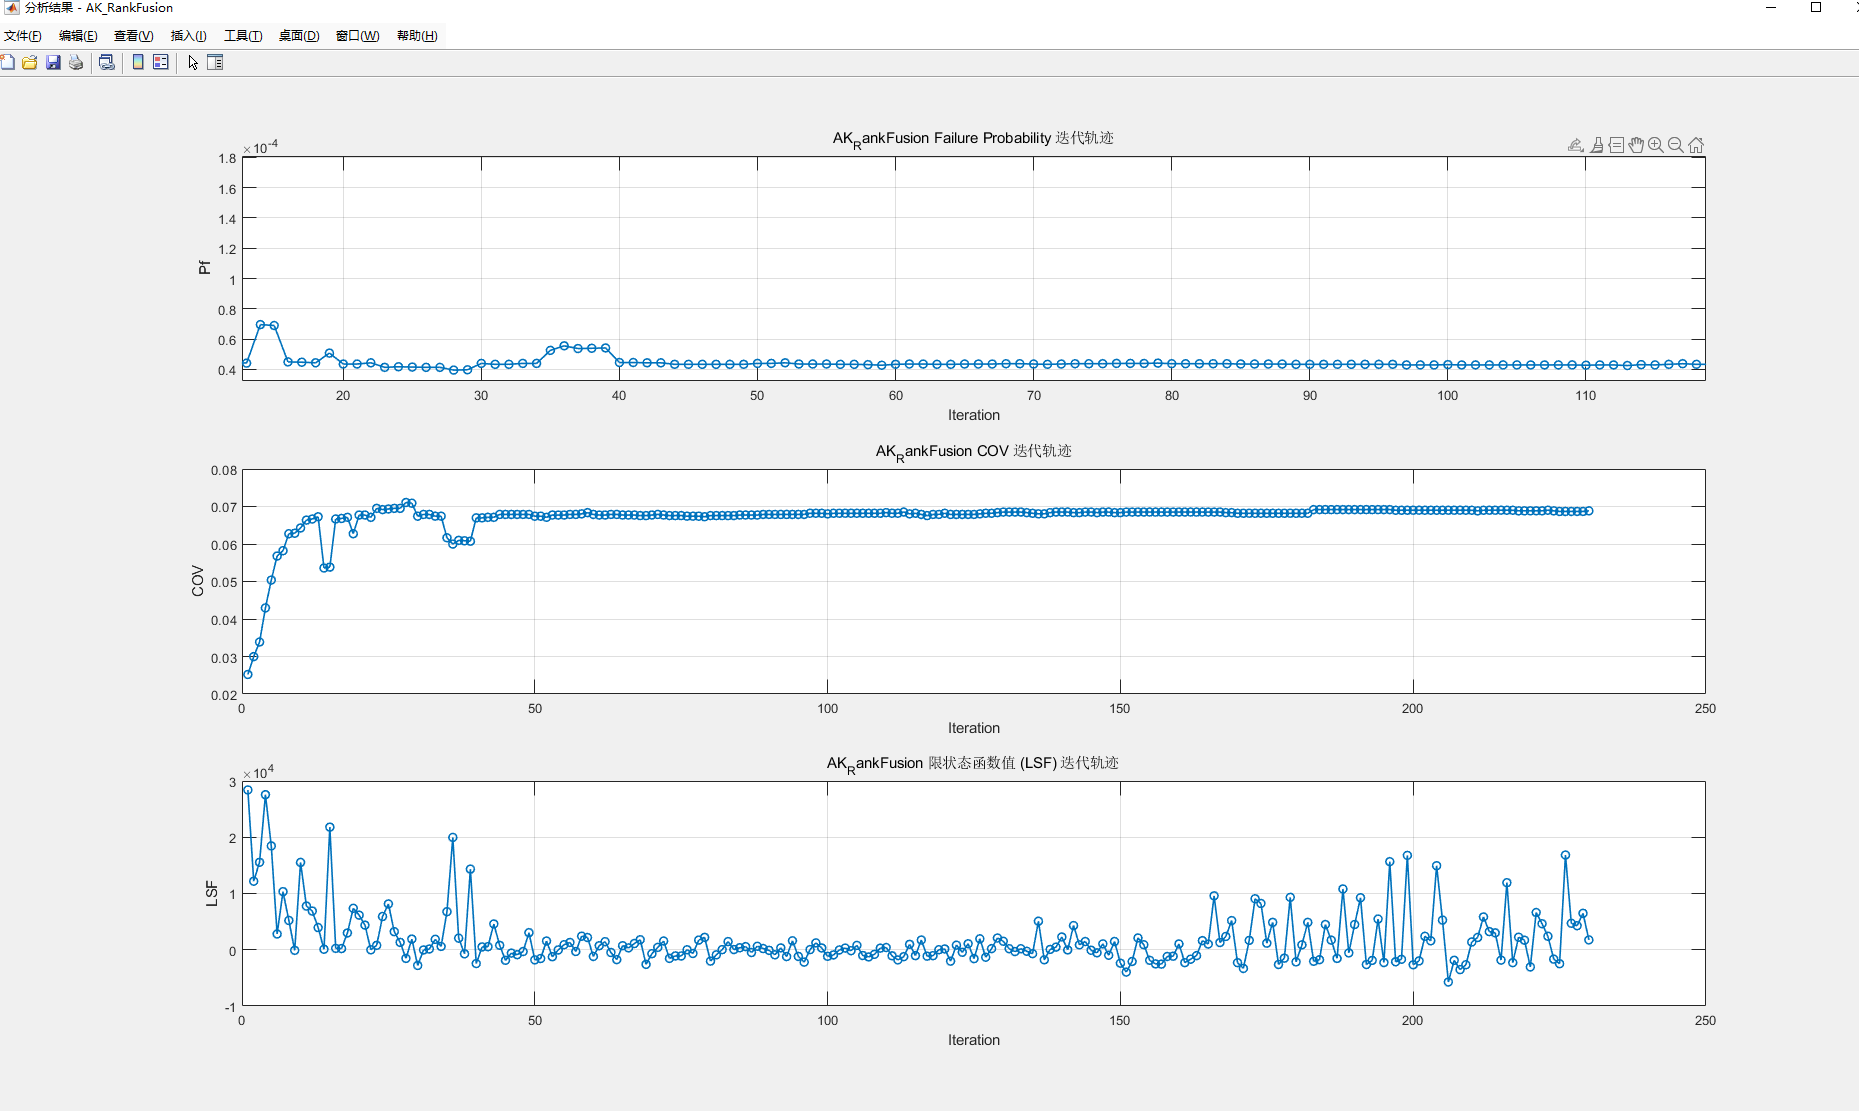 分析结果 - AK_RankFusion
文件(F) 编辑(E) 查看(V) 插入(I) 工具(T) 桌面(D) 窗口(W) 帮助(H)
AKRankFusion Failure Probability 迭代轨迹
×10-4
1.8
1.6
1.4
1.2
1
0.8
0.6
0.4
Pf
20 30 40 50 60 70 80 90 100 110
Iteration
AKRankFusion COV 迭代轨迹
0.08
0.07
0.06
0.05
0.04
0.03
0.02
COV
0 50 100 150 200 250
Iteration
AKRankFusion 限状态函数值 (LSF) 迭代轨迹
×104
3
2
1
0
-1
LSF
0 50 100 150 200 250
Iteration